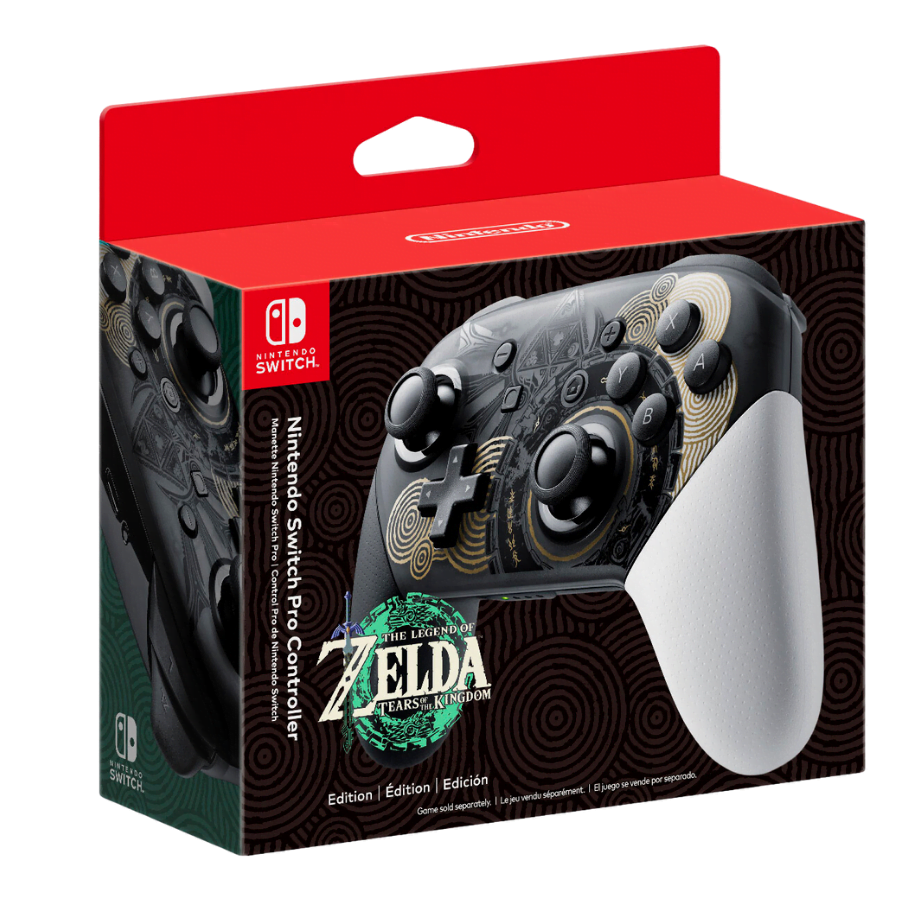 Nintendo
NINTENDO
SWITCH™
Nintendo Switch Pro Controller
Manette Nintendo Switch Pro | Control Pro de Nintendo Switch
X
Y
A
B
THE LEGEND OF
ZELDA
TEARS OF THE KINGDOM
Edition | Édition | Edición
Game sold separately. | Le jeu vendu séparément. | El juego se vende por separado.
NINTENDO
SWITCH™